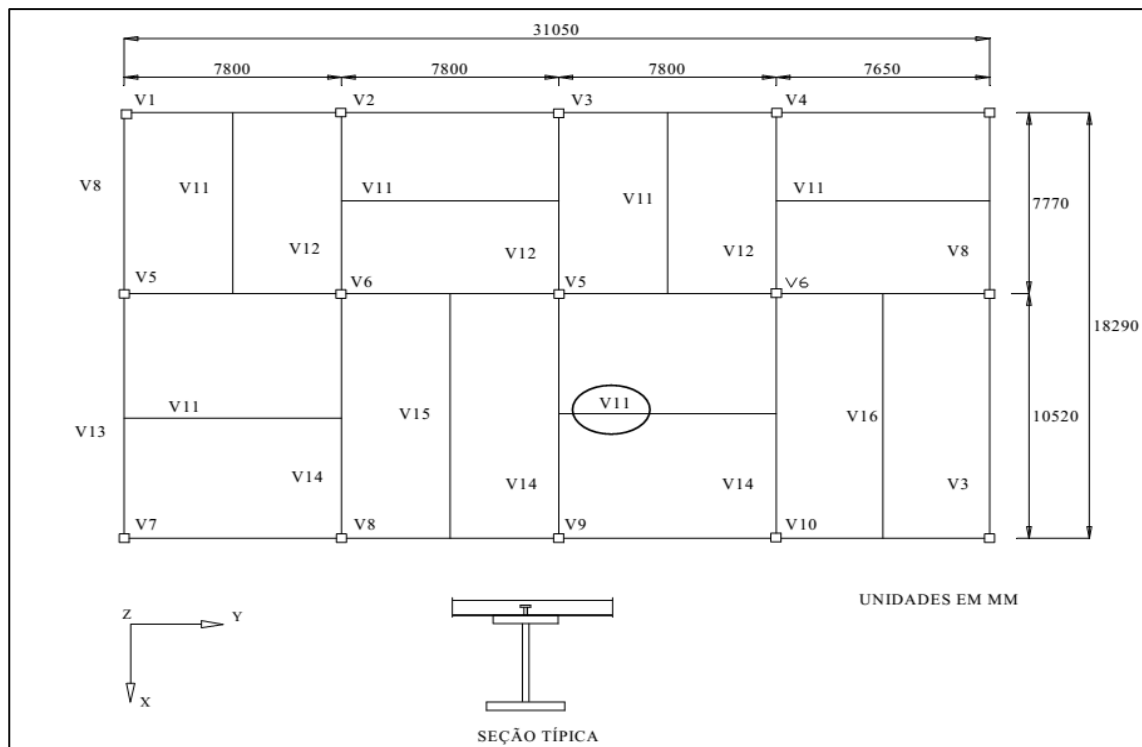 31050
7800 7800 7800 7650
V1 V2 V3 V4
V8 V11 V11 V11 V11 7770
V12 V12 V12 V8
V5 V6 V5 V6
18290
V11 V11
V13 V15 V16 10520
V14 V14 V14 V3
V7 V8 V9 V10
UNIDADES EM MM
Z Y
X
SEÇÃO TÍPICA